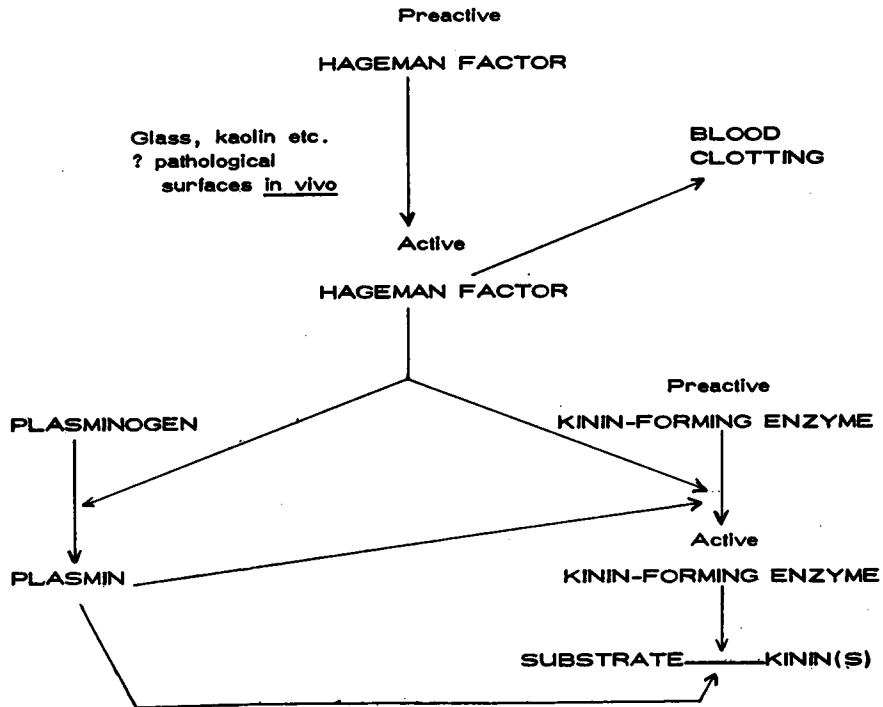 Preactive
HAGEMAN FACTOR
Glass, kaolin etc.
? pathological
surfaces in vivo
BLOOD
CLOTTING
Active
HAGEMAN FACTOR
Preactive
PLASMINOGEN
KININ-FORMING ENZYME
Active
PLASMIN
KININ-FORMING ENZYME
SUBSTRATE KININ(S)